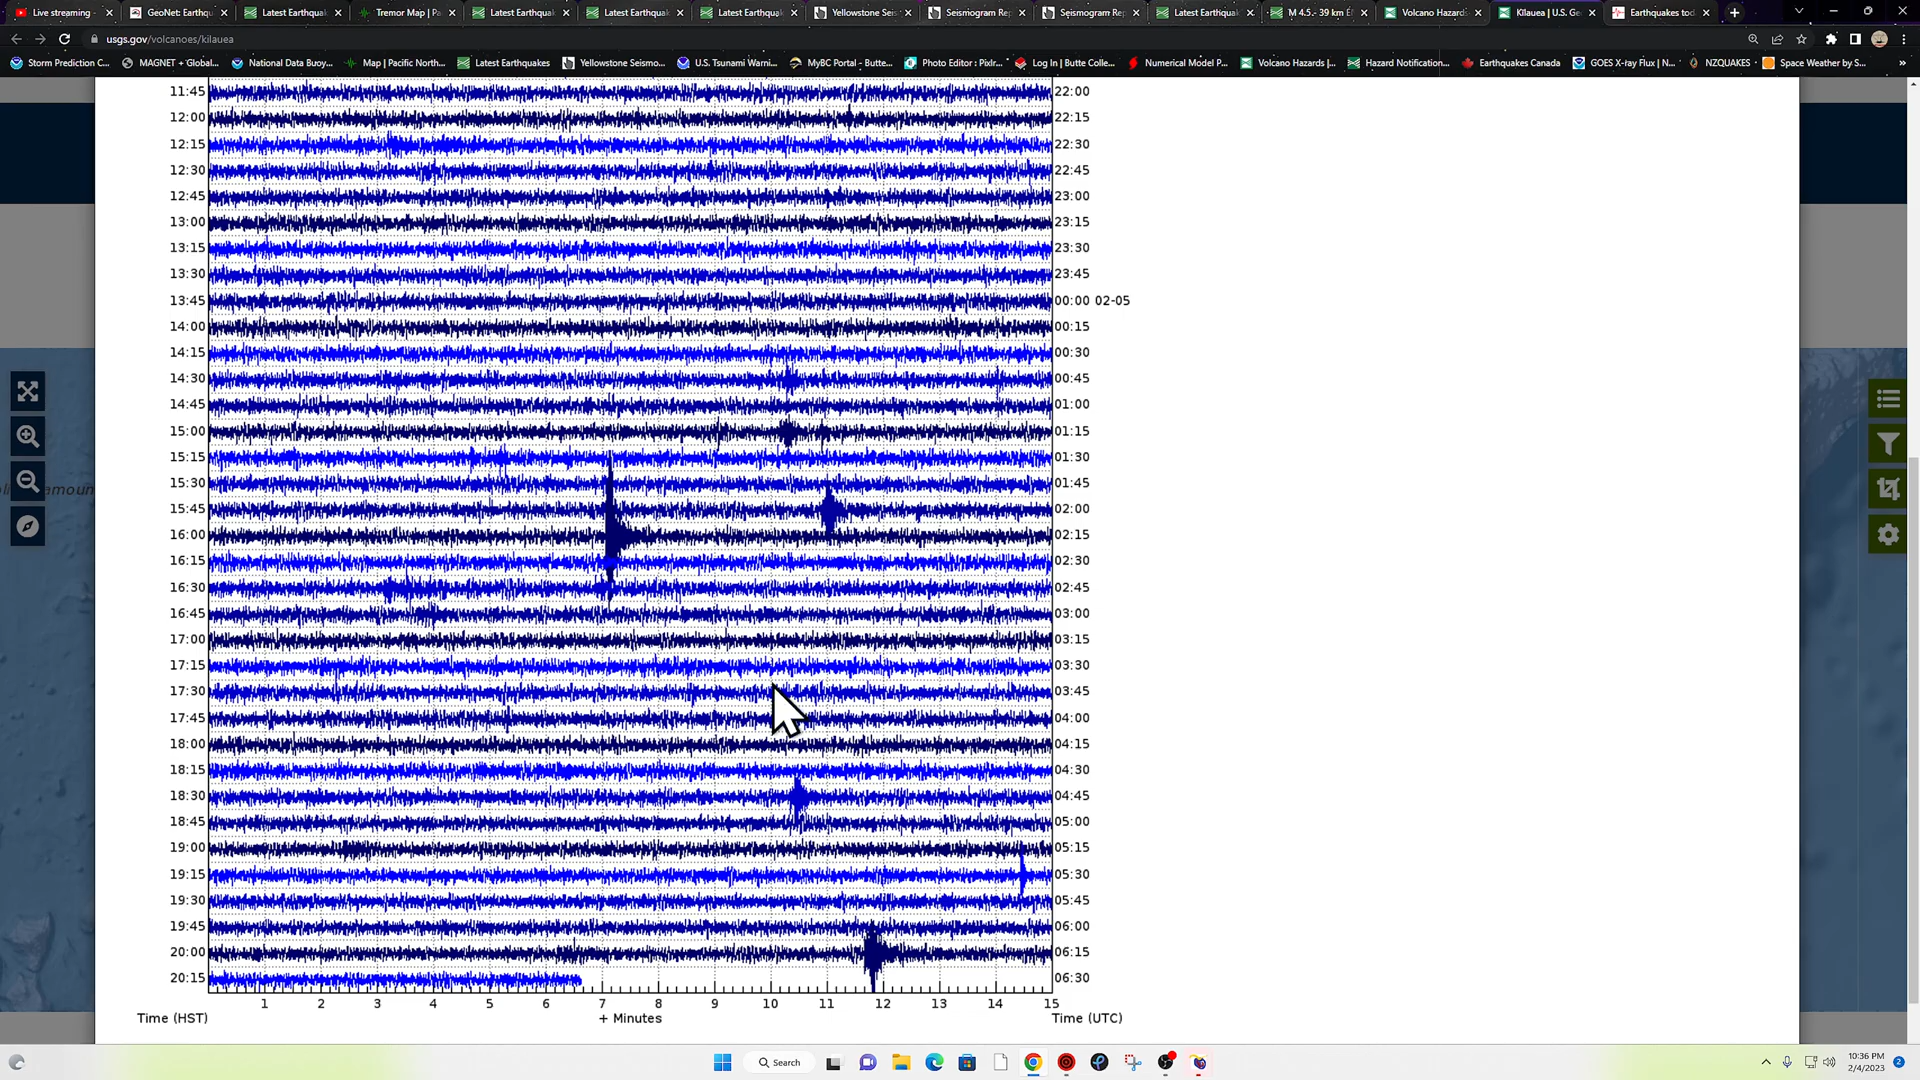 Live streaming -
GeoNet: Earthqu
Latest Earthquak
Tremor Map | Pa
Latest Earthquak
Latest Earthquak
Latest Earthquak
Yellowstone Seis
Seismogram Rep
Seismogram Rep
Latest Earthquak
M 4.5 - 39 km
Volcano Hazards
Kilauea | U.S. Ge
Earthquakes tod
usgs.gov/volcanoes/kilauea
Storm Prediction C...
MAGNET + Global...
National Data Buoy...
Map | Pacific North...
Latest Earthquakes
Yellowstone Seismo...
U.S. Tsunami Warni...
MyBC Portal - Butte...
Photo Editor : Pixlr...
Log In | Butte Colle...
Numerical Model P...
Volcano Hazards |...
Hazard Notification...
Earthquakes Canada
GOES X-ray Flux | N...
NZQUAKES
Space Weather by S...
»
11:45 22:00
12:00 22:15
12:15 22:30
12:30 22:45
12:45 23:00
13:00 23:15
13:15 23:30
13:30 23:45
13:45 00:00 02-05
14:00 00:15
14:15 00:30
14:30 00:45
14:45 01:00
15:00 01:15
15:15 01:30
15:30 01:45
15:45 02:00
16:00 02:15
16:15 02:30
16:30 02:45
16:45 03:00
17:00 03:15
17:15 03:30
17:30 03:45
17:45 04:00
18:00 04:15
18:15 04:30
18:30 04:45
18:45 05:00
19:00 05:15
19:15 05:30
19:30 05:45
19:45 06:00
20:00 06:15
20:15 06:30
1 2 3 4 5 6 7 8 9 10 11 12 13 14 15
Time (HST) + Minutes Time (UTC)
Search
10:36 PM
2/4/2023
2